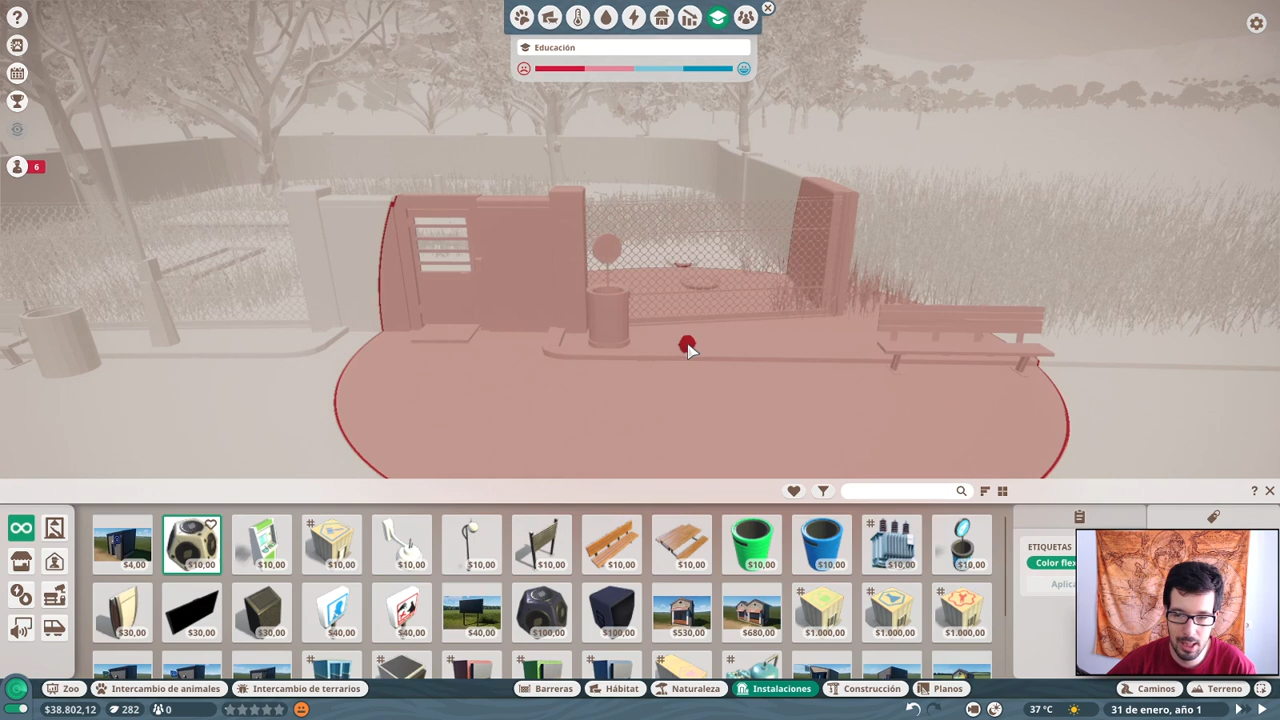 Educación
6
$4,00
$10,00
$10,00
$10,00
$10,00
$10,00
$10,00
$10,00
$10,00
$10,00
$10,00
$10,00
$10,00
ETIQUETAS
Color flex
Aplica
$30,00
$30,00
$30,00
$40,00
$40,00
$40,00
$100,00
$100,00
$530,00
$680,00
$1.000,00
$1.000,00
$1.000,00
Zoo
Intercambio de animales
Intercambio de terrarios
Barreras
Hábitat
Naturaleza
Instalaciones
Construcción
Planos
Caminos
Terreno
$38.802,12
282
0
37 °C
31 de enero, año 1